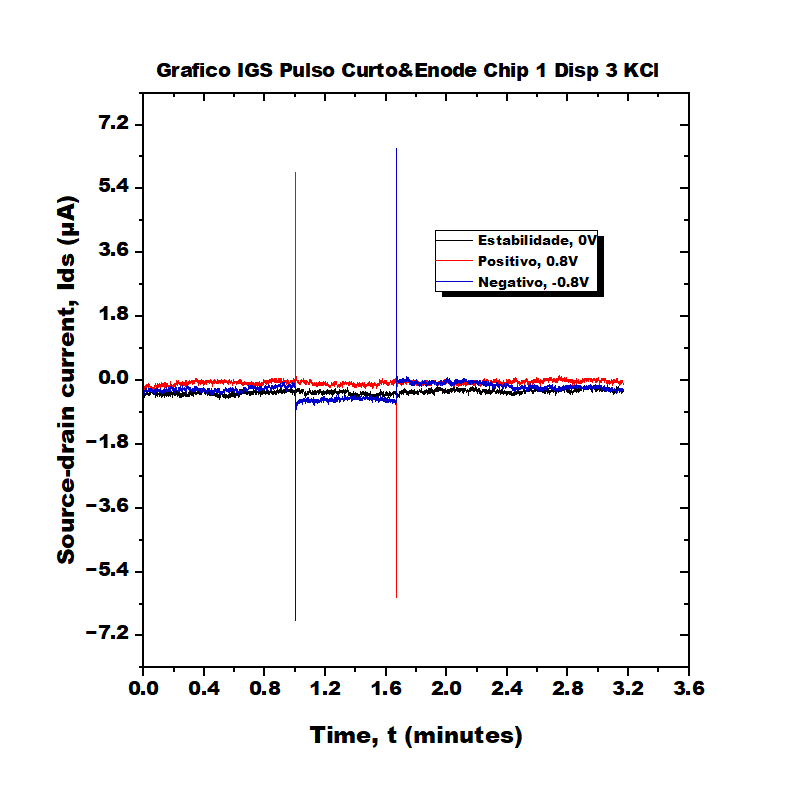 Grafico IGS Pulso Curto&Enode Chip 1 Disp 3 KCl
7.2
5.4
3.6
1.8
0.0
−1.8
−3.6
−5.4
−7.2
Source-drain current, Ids (µA)
Estabilidade, 0V
Positivo, 0.8V
Negativo, -0.8V
0.0 0.4 0.8 1.2 1.6 2.0 2.4 2.8 3.2 3.6
Time, t (minutes)